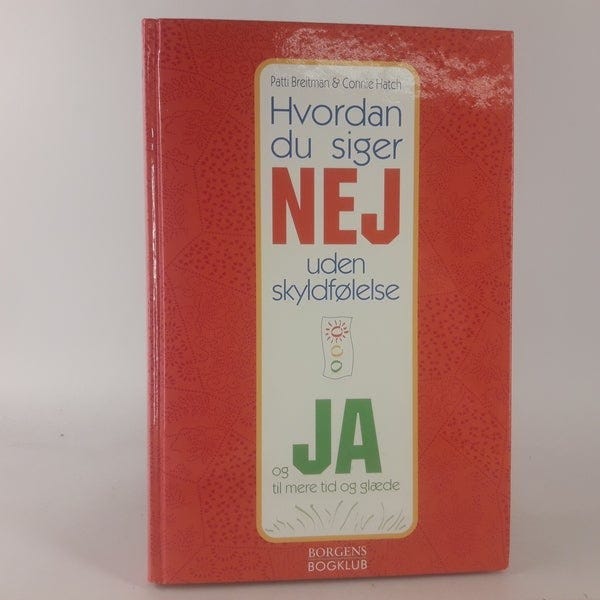 Patti Breitman & Connie Hatch
Hvordan
du siger
NEJ
uden
skyldfølelse
JA
og
til mere tid og glæde
BORGENS
BOGKLUB